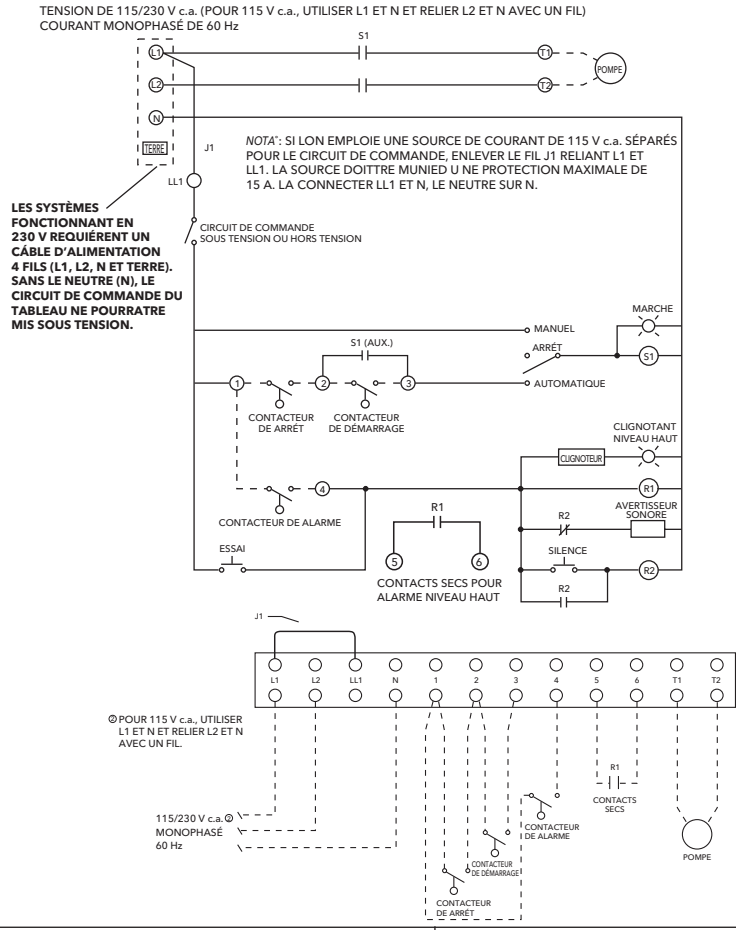 TENSION DE 115/230 V c.a. (POUR 115 V c.a., UTILISER L1 ET N ET RELIER L2 ET N AVEC UN FIL)
COURANT MONOPHASÉ DE 60 Hz
S1
L1
T1
POMPE
L2
T2
N
TERRE
J1
NOTA": SI LON EMPLOIE UNE SOURCE DE COURANT DE 115 V c.a. SÉPARÉS
POUR LE CIRCUIT DE COMMANDE, ENLEVER LE FIL J1 RELIANT L1 ET
LL1. LA SOURCE DOITTRE MUNIED U NE PROTECTION MAXIMALE DE
15 A. LA CONNECTER LL1 ET N, LE NEUTRE SUR N.
LL1
LES SYSTÈMES
FONCTIONNANT EN
230 V REQUIÉRENT UN
CÁBLE D'ALIMENTATION
4 FILS (L1, L2, N ET TERRE).
SANS LE NEUTRE (N), LE
CIRCUIT DE COMMANDE DU
TABLEAU NE POURRATRE
MIS SOUS TENSION.
CIRCUIT DE COMMANDE
SOUS TENSION OU HORS TENSION
MARCHE
MANUEL
S1 (AUX.)
ARRÉT
S1
1
2
3
AUTOMATIQUE
CONTACTEUR
DE ARRÉT
CONTACTEUR
DE DÉMARRAGE
CLIGNOTANT
NIVEAU HAUT
CLIGNOTEUR
4
R1
CONTACTEUR DE ALARME
AVERTISSEUR
SONORE
R1
R2
ESSAI
5
6
SILENCE
R2
CONTACTS SECS POUR
ALARME NIVEAU HAUT
R2
J1
L1 L2 LL1 N 1 2 3 4 5 6 T1 T2
② POUR 115 V c.a., UTILISER
L1 ET N ET RELIER L2 ET N
AVEC UN FIL.
R1
CONTACTS
SECS
115/230 V c.a.②
MONOPHASÉ
60 Hz
CONTACTEUR
DE ALARME
POMPE
CONTACTEUR
DE DÉMARRAGE
CONTACTEUR
DE ARRÉT